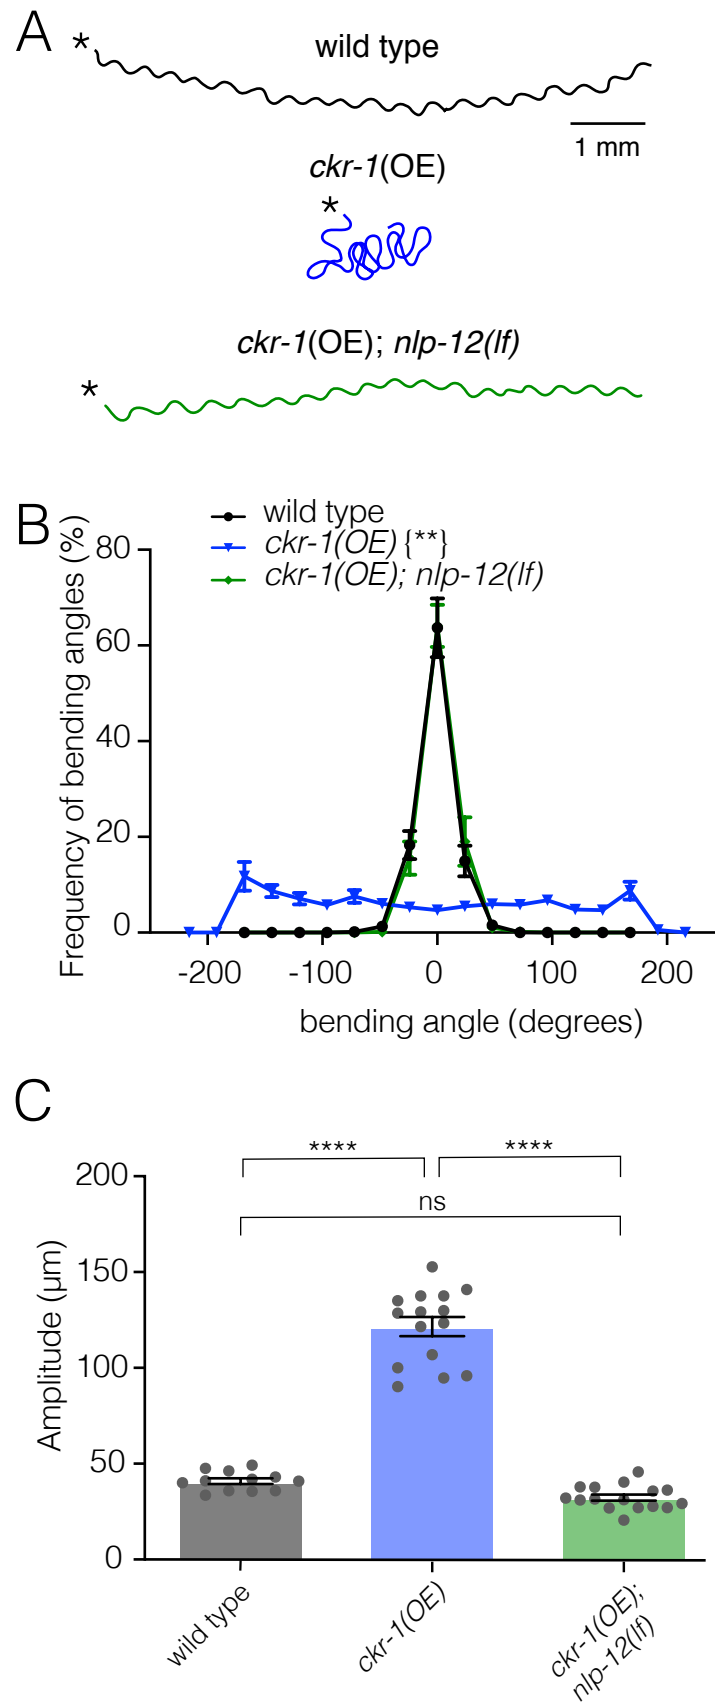 A
*
wild type
1 mm
ckr-1(OE)
*
ckr-1(OE); nlp-12(lf)
*
B
wild type
ckr-1(OE) {**}
ckr-1(OE); nlp-12(lf)
Frequency of bending angles (%)
80
60
40
20
0
-200 -100 0 100 200
bending angle (degrees)
C
**** ****
ns
Amplitude (µm)
200
150
100
50
0
wild type
ckr-1(OE)
ckr-1(OE);
nlp-12(lf)